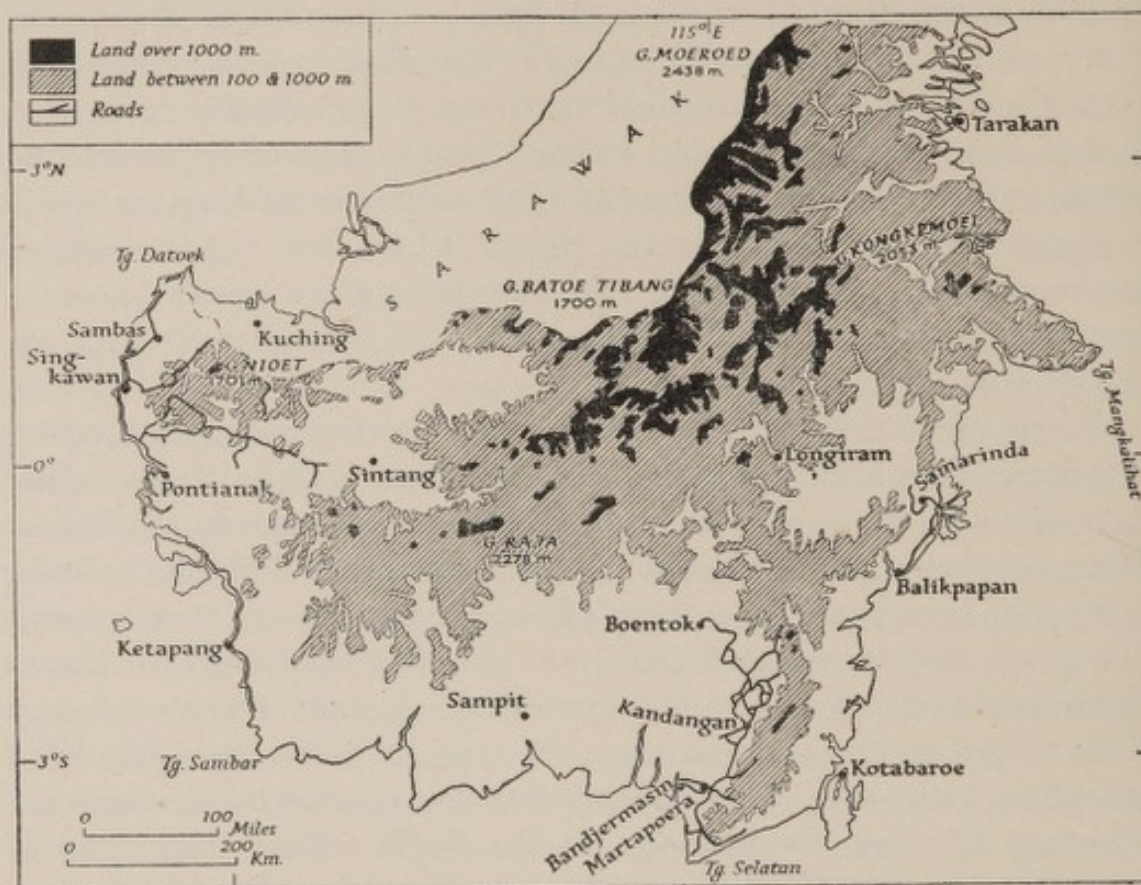 Land over 1000 m.
Land between 100 & 1000 m
Roads
115° E
G. MOEROED
2438 m.
Tarakan
3°N
SARAWAK
G. KONGKEMOEL
2053 m.
Tg. Datoek
G. BATOE TIBANG
1700 m.
Sambas
Kuching
Sing-
kawan
G. NIOET
1701 m.
Tg. Mangkalihat
0°
Sintang
Longiram
Samarinda
Pontianak
G. RAJA
2278 m.
Balikpapan
Boentok
Ketapang
Sampit
Kandangan
3°S
Tg. Sambar
Kotabaroe
Bandjermasin
Martapoera
0 100
Miles
0 200
Km.
Tg. Selatan